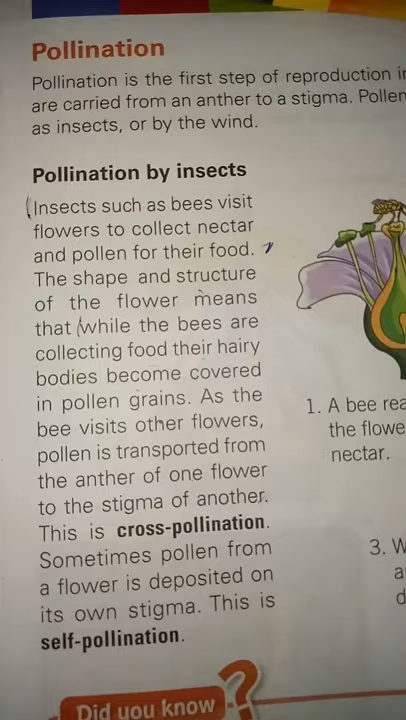 Pollination
Pollination is the first step of reproduction in
are carried from an anther to a stigma. Pollen
as insects, or by the wind.
Pollination by insects
Insects such as bees visit
flowers to collect nectar
and pollen for their food.
The shape and structure
of the flower means
that while the bees are
collecting food their hairy
bodies become covered
in pollen grains. As the
bee visits other flowers,
pollen is transported from
the anther of one flower
to the stigma of another.
This is cross-pollination.
Sometimes pollen from
a flower is deposited on
its own stigma. This is
self-pollination.
1. A bee rea
the flowe
nectar.
3. W
a
d
Did you know ?